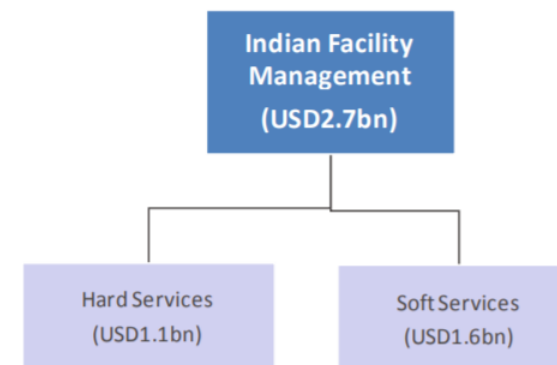 Indian Facility
Management
(USD2.7bn)
Hard Services
(USD1.1bn)
Soft Services
(USD1.6bn)